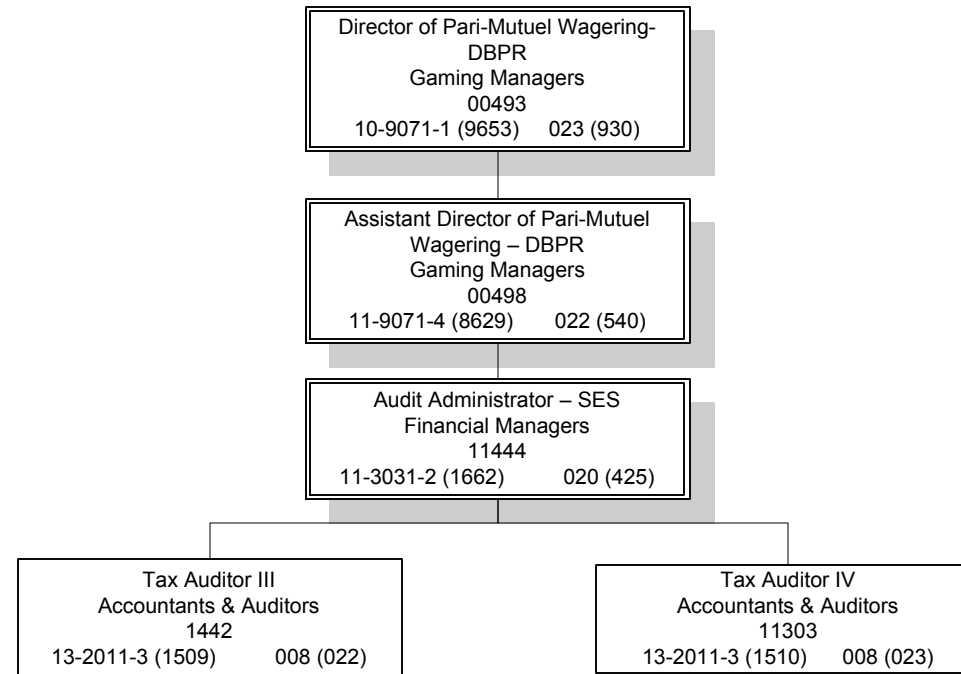 Director of Pari-Mutuel Wagering-
DBPR
Gaming Managers
00493
10-9071-1 (9653) 023 (930)
Assistant Director of Pari-Mutuel
Wagering – DBPR
Gaming Managers
00498
11-9071-4 (8629) 022 (540)
Audit Administrator – SES
Financial Managers
11444
11-3031-2 (1662) 020 (425)
Tax Auditor III
Accountants & Auditors
1442
13-2011-3 (1509) 008 (022)
Tax Auditor IV
Accountants & Auditors
11303
13-2011-3 (1510) 008 (023)